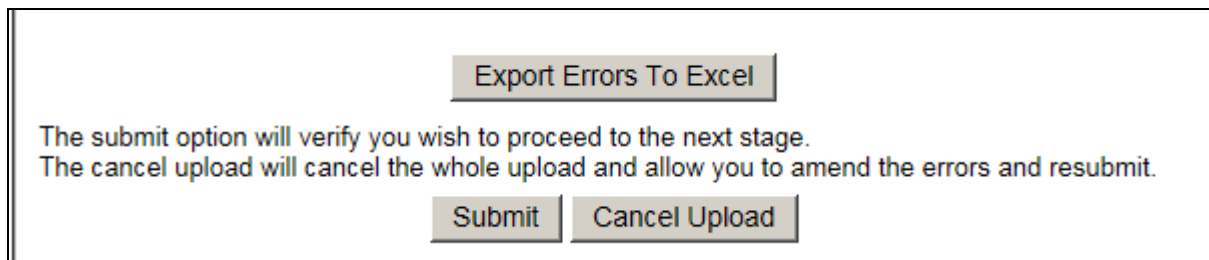 Export Errors To Excel
The submit option will verify you wish to proceed to the next stage.
The cancel upload will cancel the whole upload and allow you to amend the errors and resubmit.
Submit Cancel Upload